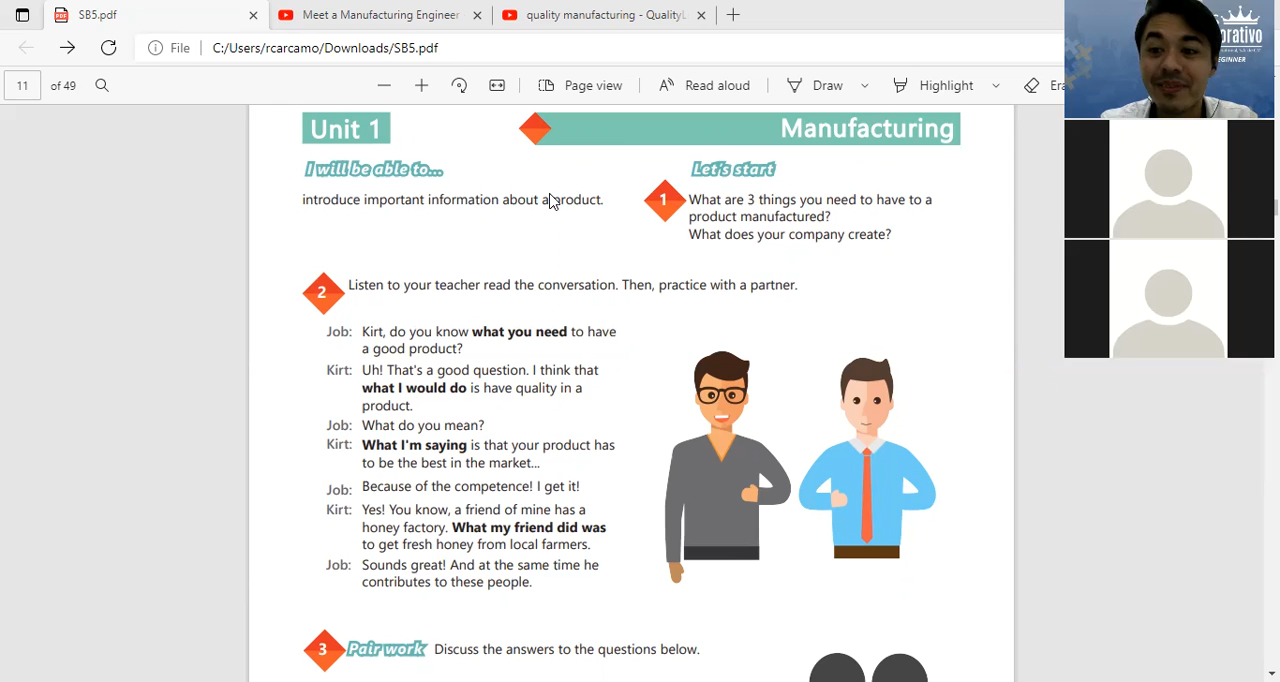 SB5.pdf
Meet a Manufacturing Engineer
quality manufacturing - QualityL
File
C:/Users/rcarcamo/Downloads/SB5.pdf
11 of 49
Page view
Read aloud
Draw
Highlight
Era
orativo
GINNER
Unit 1
Manufacturing
I will be able to...
introduce important information about a product.
Let's start
1
What are 3 things you need to have to a
product manufactured?
What does your company create?
2
Listen to your teacher read the conversation. Then, practice with a partner.
Job: Kirt, do you know what you need to have
a good product?
Kirt: Uh! That's a good question. I think that
what I would do is have quality in a
product.
Job: What do you mean?
Kirt: What I'm saying is that your product has
to be the best in the market...
Job: Because of the competence! I get it!
Kirt: Yes! You know, a friend of mine has a
honey factory. What my friend did was
to get fresh honey from local farmers.
Job: Sounds great! And at the same time he
contributes to these people.
3
Pair work Discuss the answers to the questions below.